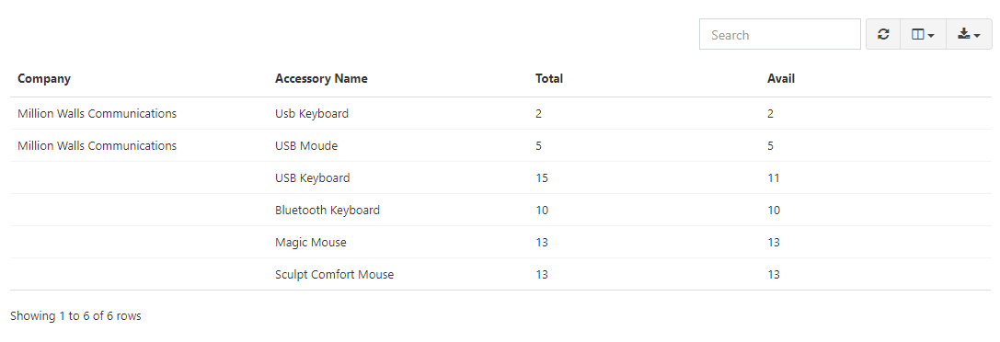 Search
Company Accessory Name Total Avail
Million Walls Communications Usb Keyboard 2 2
Million Walls Communications USB Moude 5 5
USB Keyboard 15 11
Bluetooth Keyboard 10 10
Magic Mouse 13 13
Sculpt Comfort Mouse 13 13
Showing 1 to 6 of 6 rows